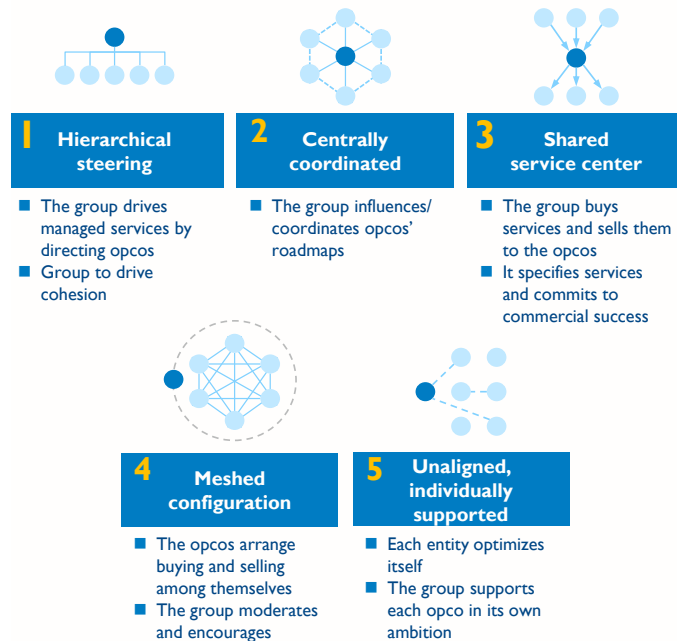 1
Hierarchical
steering
■ The group drives
managed services by
directing opcos
■ Group to drive
cohesion
2
Centrally
coordinated
■ The group influences/
coordinates opcos’
roadmaps
3
Shared
service center
■ The group buys
services and sells them
to the opcos
■ It specifies services
and commits to
commercial success
4
Meshed
configuration
■ The opcos arrange
buying and selling
among themselves
■ The group moderates
and encourages
5
Unaligned,
individually
supported
■ Each entity optimizes
itself
■ The group supports
each opco in its own
ambition